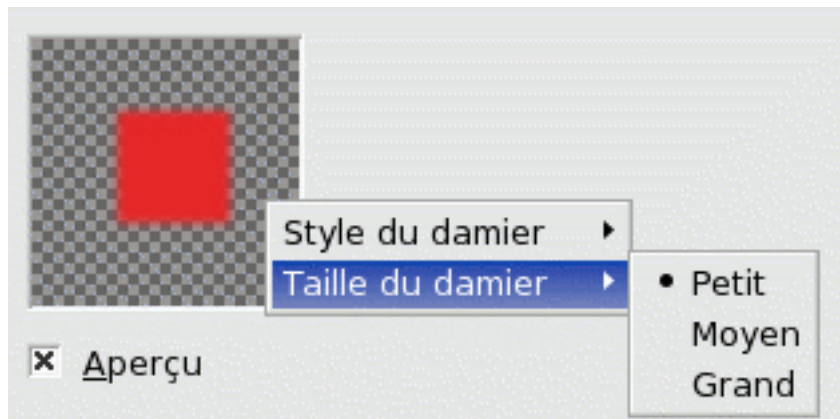 Style du damier
Taille du damier
Petit
Moyen
Grand
Aperçu